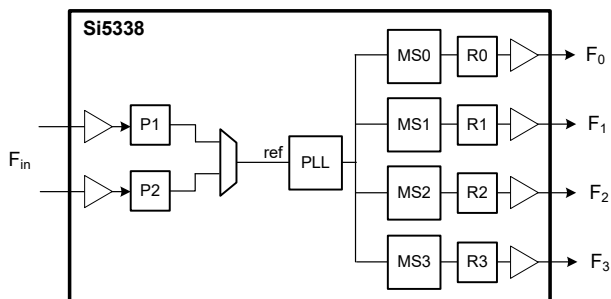 Si5338
MS0 R0 F0
P1 MS1 R1 F1
Fin ref PLL
P2 MS2 R2 F2
MS3 R3 F3